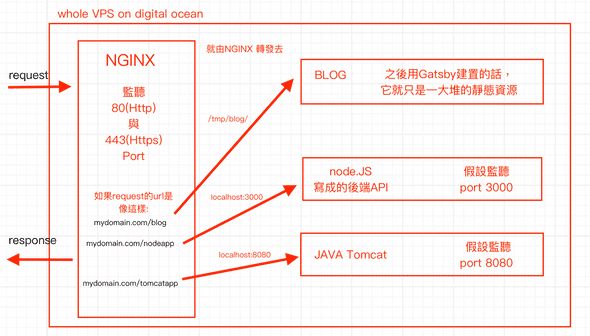 whole VPS on digital ocean
request
NGINX
監聽
80(Http)
與
443(Https)
Port
如果request的url是
像這樣:
mydomain.com/blog
mydomain.com/nodeapp
mydomain.com/tomcatapp
response
就由NGINX 轉發去
/tmp/blog/
localhost:3000
localhost:8080
BLOG
之後用Gatsby建置的話，
它就只是一大堆的靜態資源
node.JS
寫成的後端API
假設監聽
port 3000
JAVA Tomcat
假設監聽
port 8080